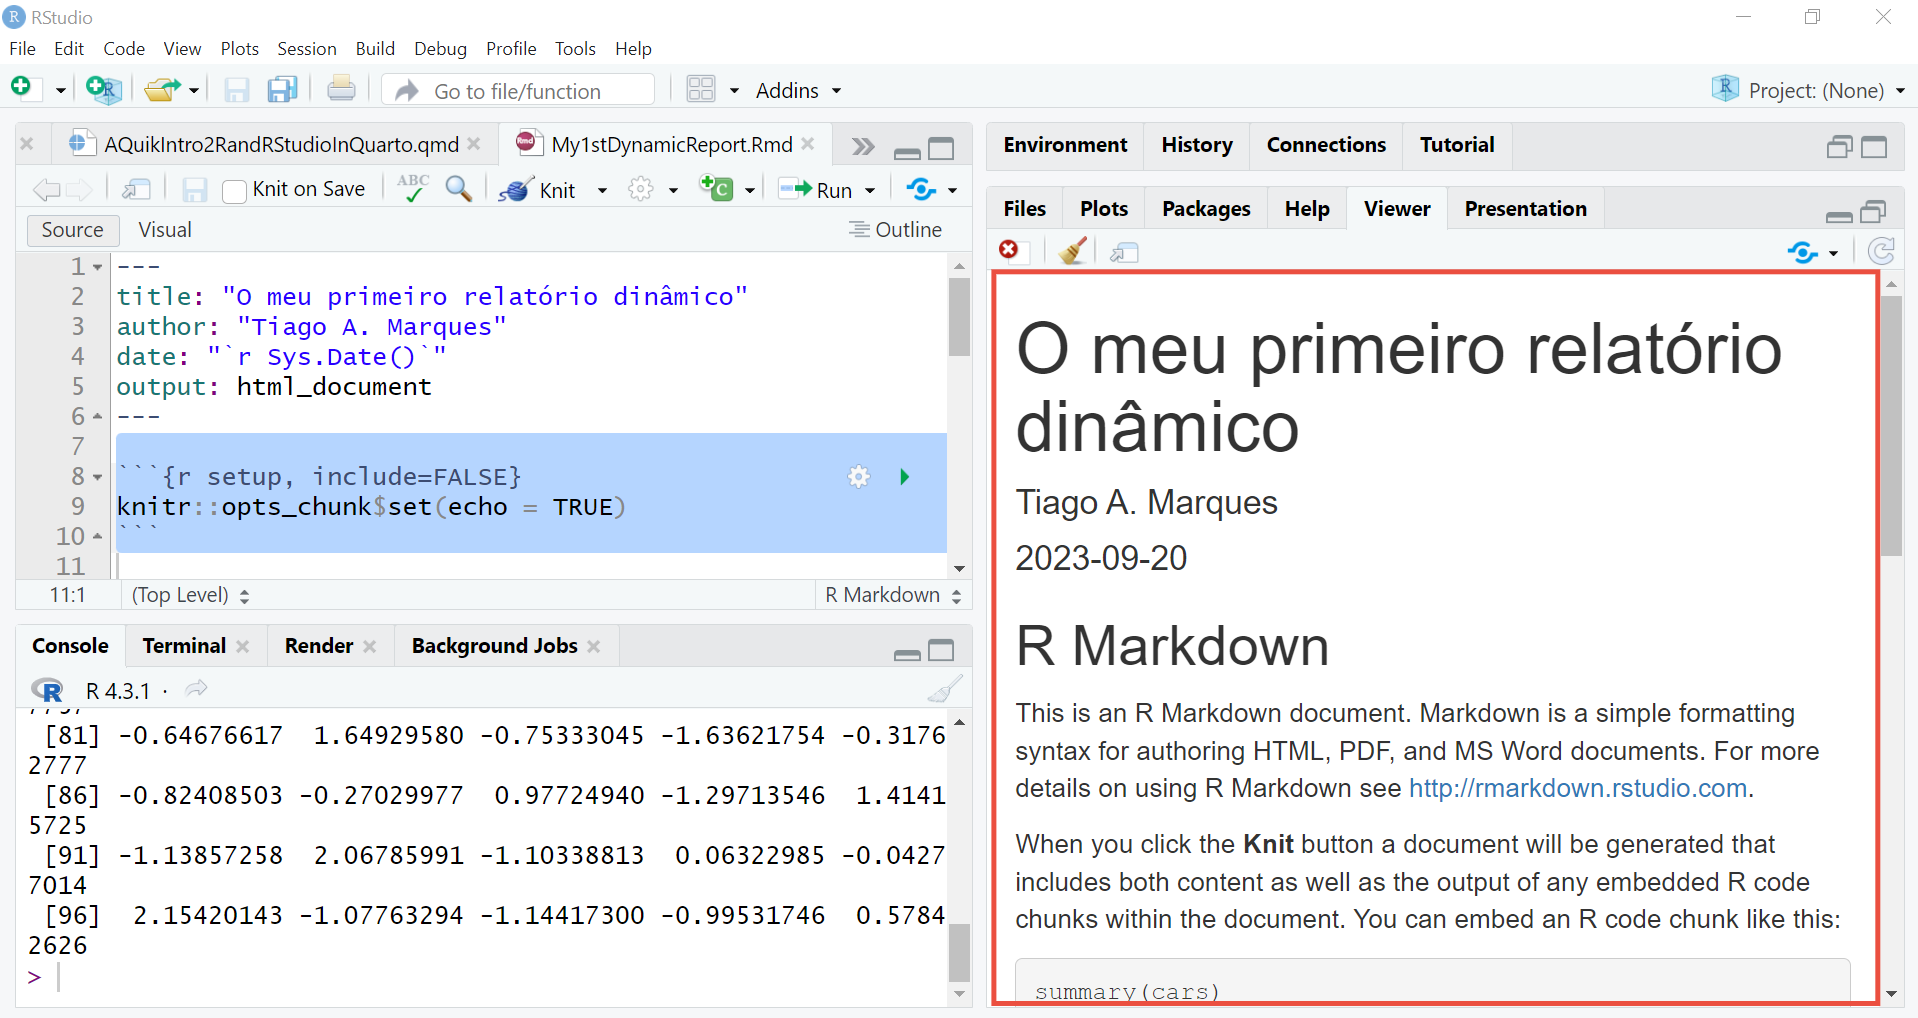 RStudio
File Edit Code View Plots Session Build Debug Profile Tools Help
Go to file/function Addins Project: (None)
AQuikIntro2RandRStudioInQuarto.qmd My1stDynamicReport.Rmd
Knit on Save ABC Knit Run
Source Visual Outline
1 ---
2 title: "O meu primeiro relatório dinâmico"
3 author: "Tiago A. Marques"
4 date: "`r Sys.Date()`"
5 output: html_document
6 ---
7
8 ```{r setup, include=FALSE}
9 knitr::opts_chunk$set(echo = TRUE)
10 ```
11
11:1 (Top Level) R Markdown
Console Terminal Render Background Jobs
R 4.3.1 ·
[81] -0.64676617 1.64929580 -0.75333045 -1.63621754 -0.3176
2777
[86] -0.82408503 -0.27029977 0.97724940 -1.29713546 1.4141
5725
[91] -1.13857258 2.06785991 -1.10338813 0.06322985 -0.0427
7014
[96] 2.15420143 -1.07763294 -1.14417300 -0.99531746 0.5784
2626
>
Environment History Connections Tutorial
Files Plots Packages Help Viewer Presentation
O meu primeiro relatório
dinâmico
Tiago A. Marques
2023-09-20
R Markdown
This is an R Markdown document. Markdown is a simple formatting
syntax for authoring HTML, PDF, and MS Word documents. For more
details on using R Markdown see http://rmarkdown.rstudio.com.
When you click the Knit button a document will be generated that
includes both content as well as the output of any embedded R code
chunks within the document. You can embed an R code chunk like this:
summary(cars)